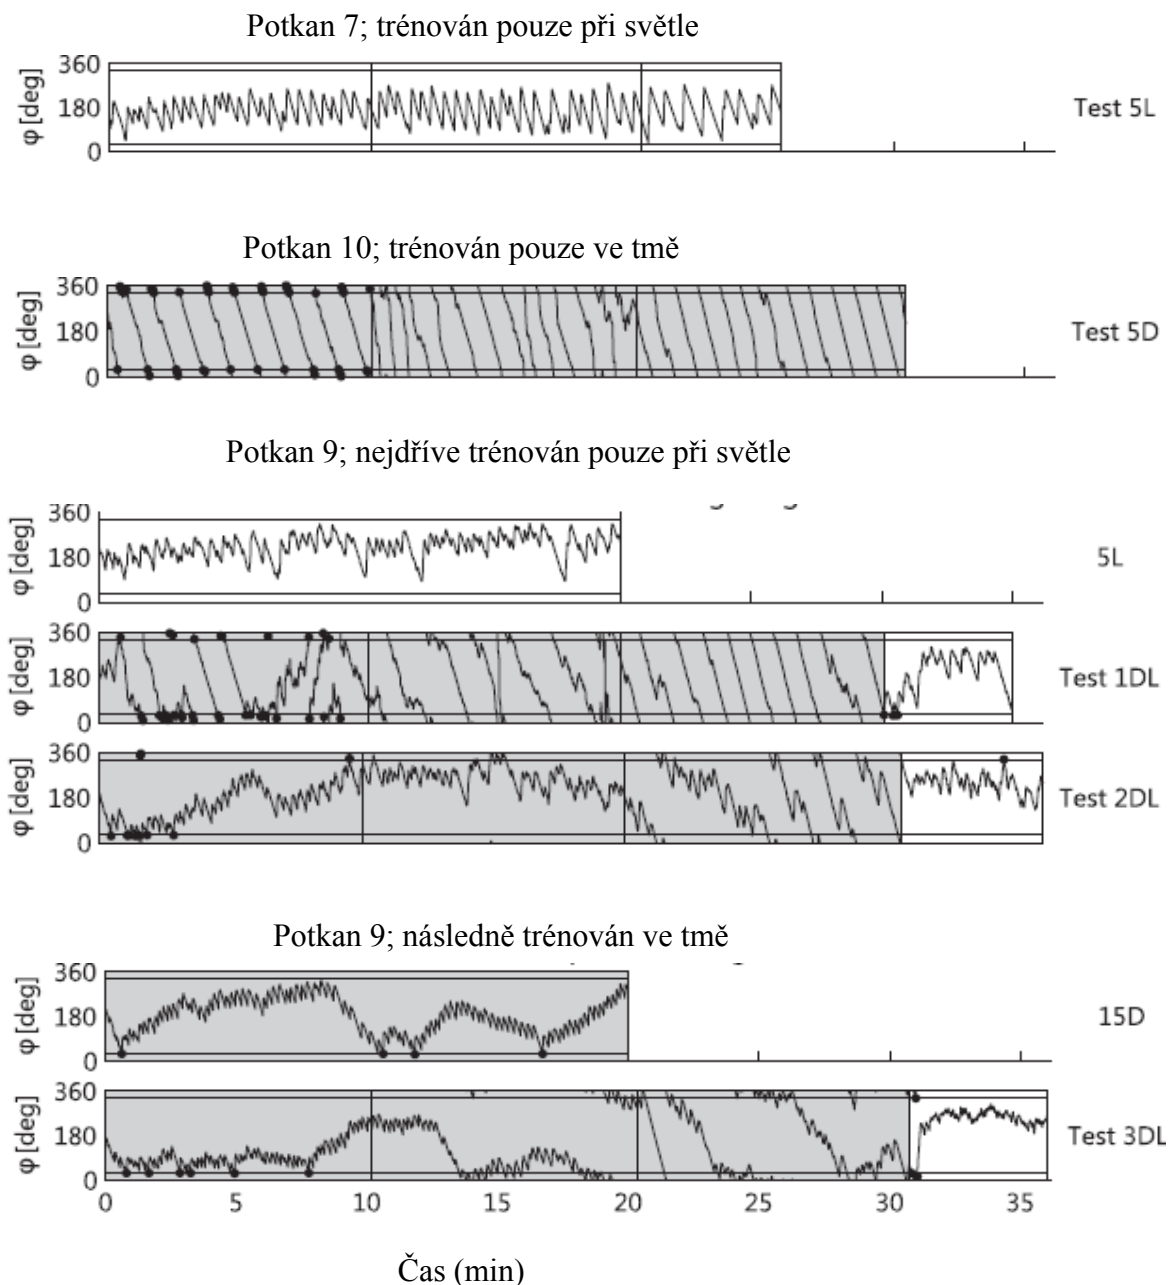 Potkan 7; trénován pouze při světle
360
180
0
φ [deg]
Test 5L
Potkan 10; trénován pouze ve tmě
360
180
0
φ [deg]
Test 5D
Potkan 9; nejdříve trénován pouze při světle
360
180
0
φ [deg]
5L
360
180
0
φ [deg]
Test 1DL
360
180
0
φ [deg]
Test 2DL
Potkan 9; následně trénován ve tmě
360
180
0
φ [deg]
15D
360
180
0
φ [deg]
Test 3DL
0 5 10 15 20 25 30 35
Čas (min)